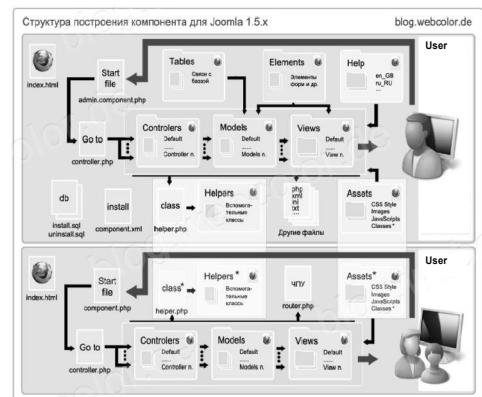 Структура построения компонента для Joomla 1.5.x
blog.webcolor.de
User
index.html
Start file
admin.component.php
Tables
Связи с базой
Elements
Элементы форм и др.
Help
en_GB
ru_RU
...
Go to
controller.php
Controlers
Default
.....
Controller n.
Models
Default
.....
Models n.
Views
Default
.....
View n.
db
install.sql
uninstall.sql
install
component.xml
class
helper.php
Helpers
Вспомога-
тельные
классы
php
xml
ini
txt
...
Другие файлы
Assets
CSS Style
Images
JavaScripts
Classes *
User
index.html
Start file
component.php
class*
heper.php
Helpers *
Вспомога-
тельные
классы
ЧПУ
router.php
Assets*
CSS Style
Images
JavaScripts
Classes *
Go to
controller.php
Controlers
Default
.....
Controller n.
Models
Default
.....
Models n.
Views
Default
.....
View n.